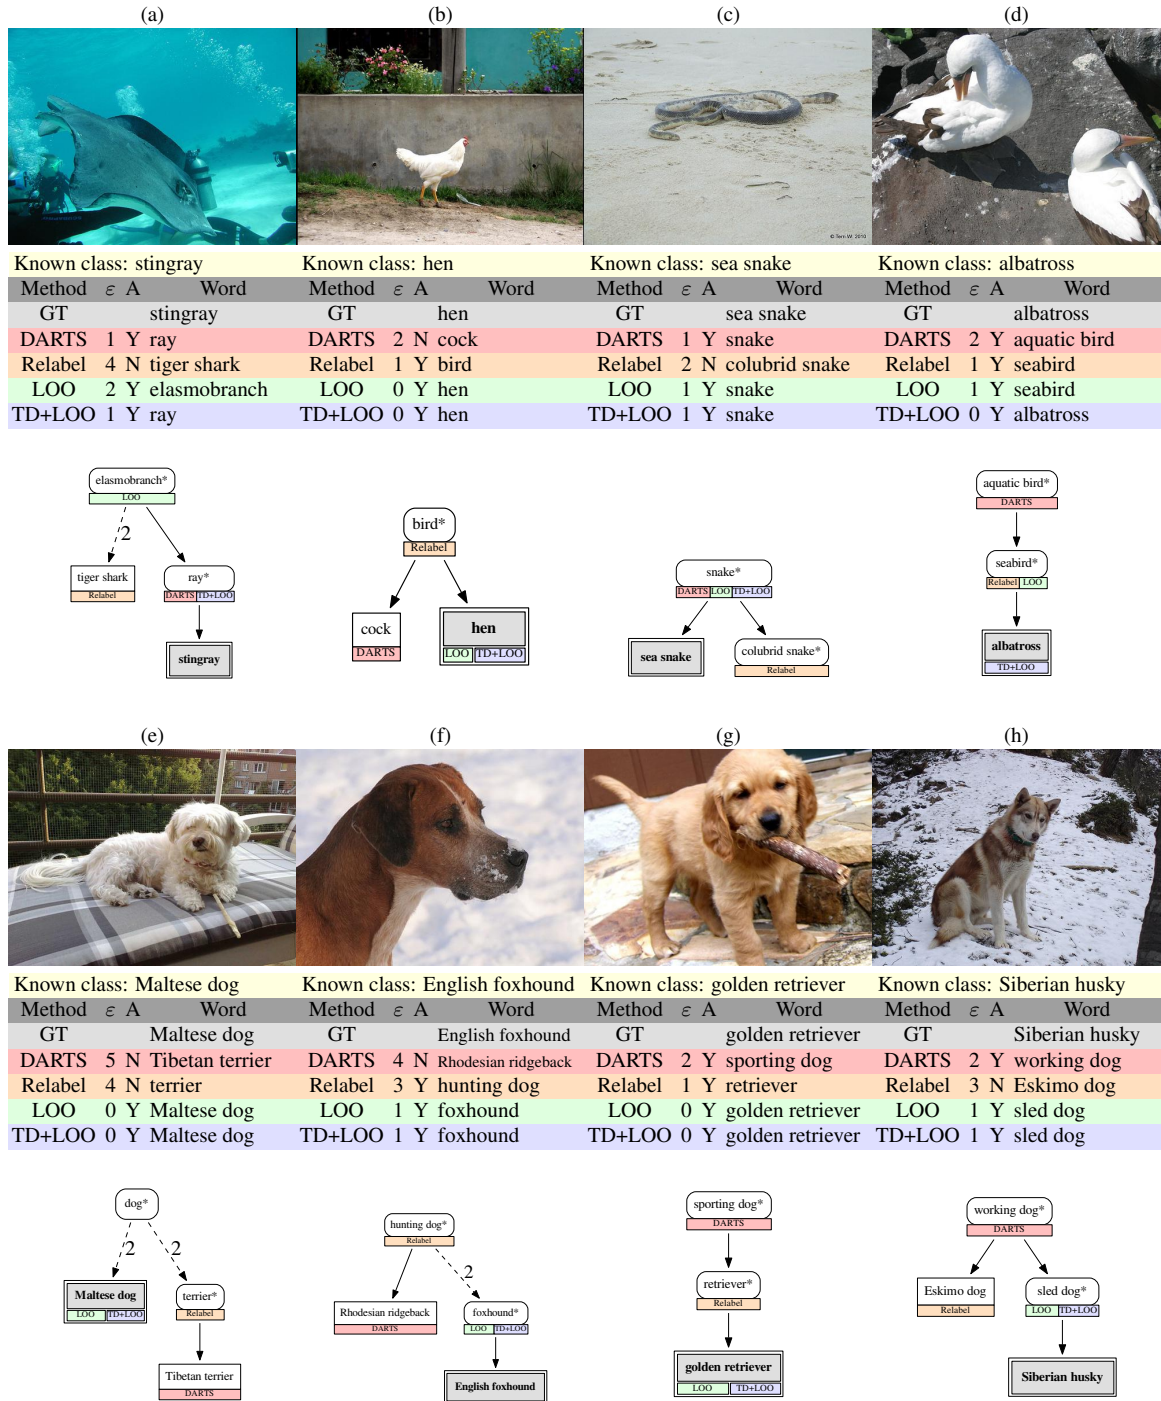 (a) (b) (c) (d)
© Tern W. 2010
Known class: stingray Known class: hen Known class: sea snake Known class: albatross
Method ε A Word Method ε A Word Method ε A Word Method ε A Word
GT stingray GT hen GT sea snake GT albatross
DARTS 1 Y ray DARTS 2 N cock DARTS 1 Y snake DARTS 2 Y aquatic bird
Relabel 4 N tiger shark Relabel 1 Y bird Relabel 2 N colubrid snake Relabel 1 Y seabird
LOO 2 Y elasmobranch LOO 0 Y hen LOO 1 Y snake LOO 1 Y seabird
TD+LOO 1 Y ray TD+LOO 0 Y hen TD+LOO 1 Y snake TD+LOO 0 Y albatross
elasmobranch*
LOO
2
tiger shark ray*
Relabel DARTS TD+LOO
stingray
bird*
Relabel
cock hen
DARTS LOO TD+LOO
snake*
DARTS LOO TD+LOO
sea snake colubrid snake*
Relabel
aquatic bird*
DARTS
seabird*
Relabel LOO
albatross
TD+LOO
(e) (f) (g) (h)
Known class: Maltese dog Known class: English foxhound Known class: golden retriever Known class: Siberian husky
Method ε A Word Method ε A Word Method ε A Word Method ε A Word
GT Maltese dog GT English foxhound GT golden retriever GT Siberian husky
DARTS 5 N Tibetan terrier DARTS 4 N Rhodesian ridgeback DARTS 2 Y sporting dog DARTS 2 Y working dog
Relabel 4 N terrier Relabel 3 Y hunting dog Relabel 1 Y retriever Relabel 3 N Eskimo dog
LOO 0 Y Maltese dog LOO 1 Y foxhound LOO 0 Y golden retriever LOO 1 Y sled dog
TD+LOO 0 Y Maltese dog TD+LOO 1 Y foxhound TD+LOO 0 Y golden retriever TD+LOO 1 Y sled dog
dog*
2 2
Maltese dog terrier*
LOO TD+LOO Relabel
Tibetan terrier
DARTS
hunting dog*
Relabel
2
Rhodesian ridgeback foxhound*
DARTS LOO TD+LOO
English foxhound
sporting dog*
DARTS
retriever*
Relabel
golden retriever
LOO TD+LOO
working dog*
DARTS
Eskimo dog sled dog*
Relabel LOO TD+LOO
Siberian husky